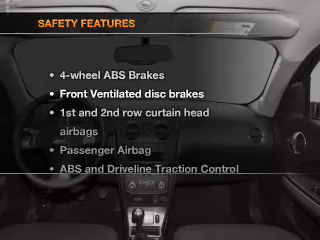 SAFETY FEATURES
• 4-wheel ABS Brakes
• Front Ventilated disc brakes
• 1st and 2nd row curtain head
airbags
• Passenger Airbag
• ABS and Driveline Traction Control